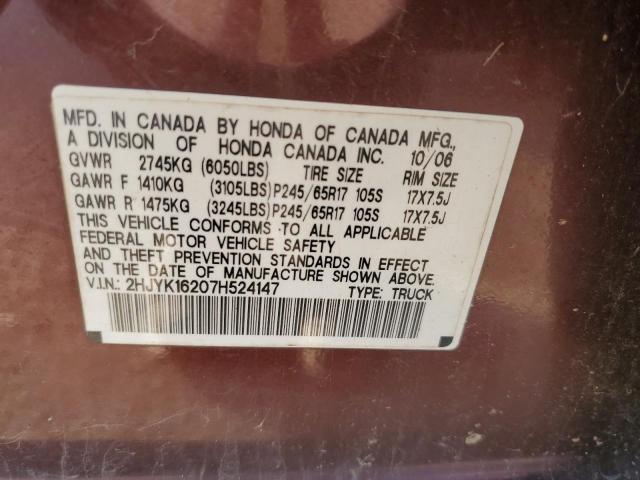 MFD. IN CANADA BY HONDA OF CANADA MFG.,
A DIVISION OF HONDA CANADA INC. 10/06
GVWR 2745KG (6050LBS) TIRE SIZE RIM SIZE
GAWR F 1410KG (3105LBS) P245/65R17 105S 17X7.5J
GAWR R 1475KG (3245LBS) P245/65R17 105S 17X7.5J
THIS VEHICLE CONFORMS TO ALL APPLICABLE
FEDERAL MOTOR VEHICLE SAFETY
AND THEFT PREVENTION STANDARDS IN EFFECT
ON THE DATE OF MANUFACTURE SHOWN ABOVE.
V.I.N.: 2HJYK16207H524147 TYPE: TRUCK